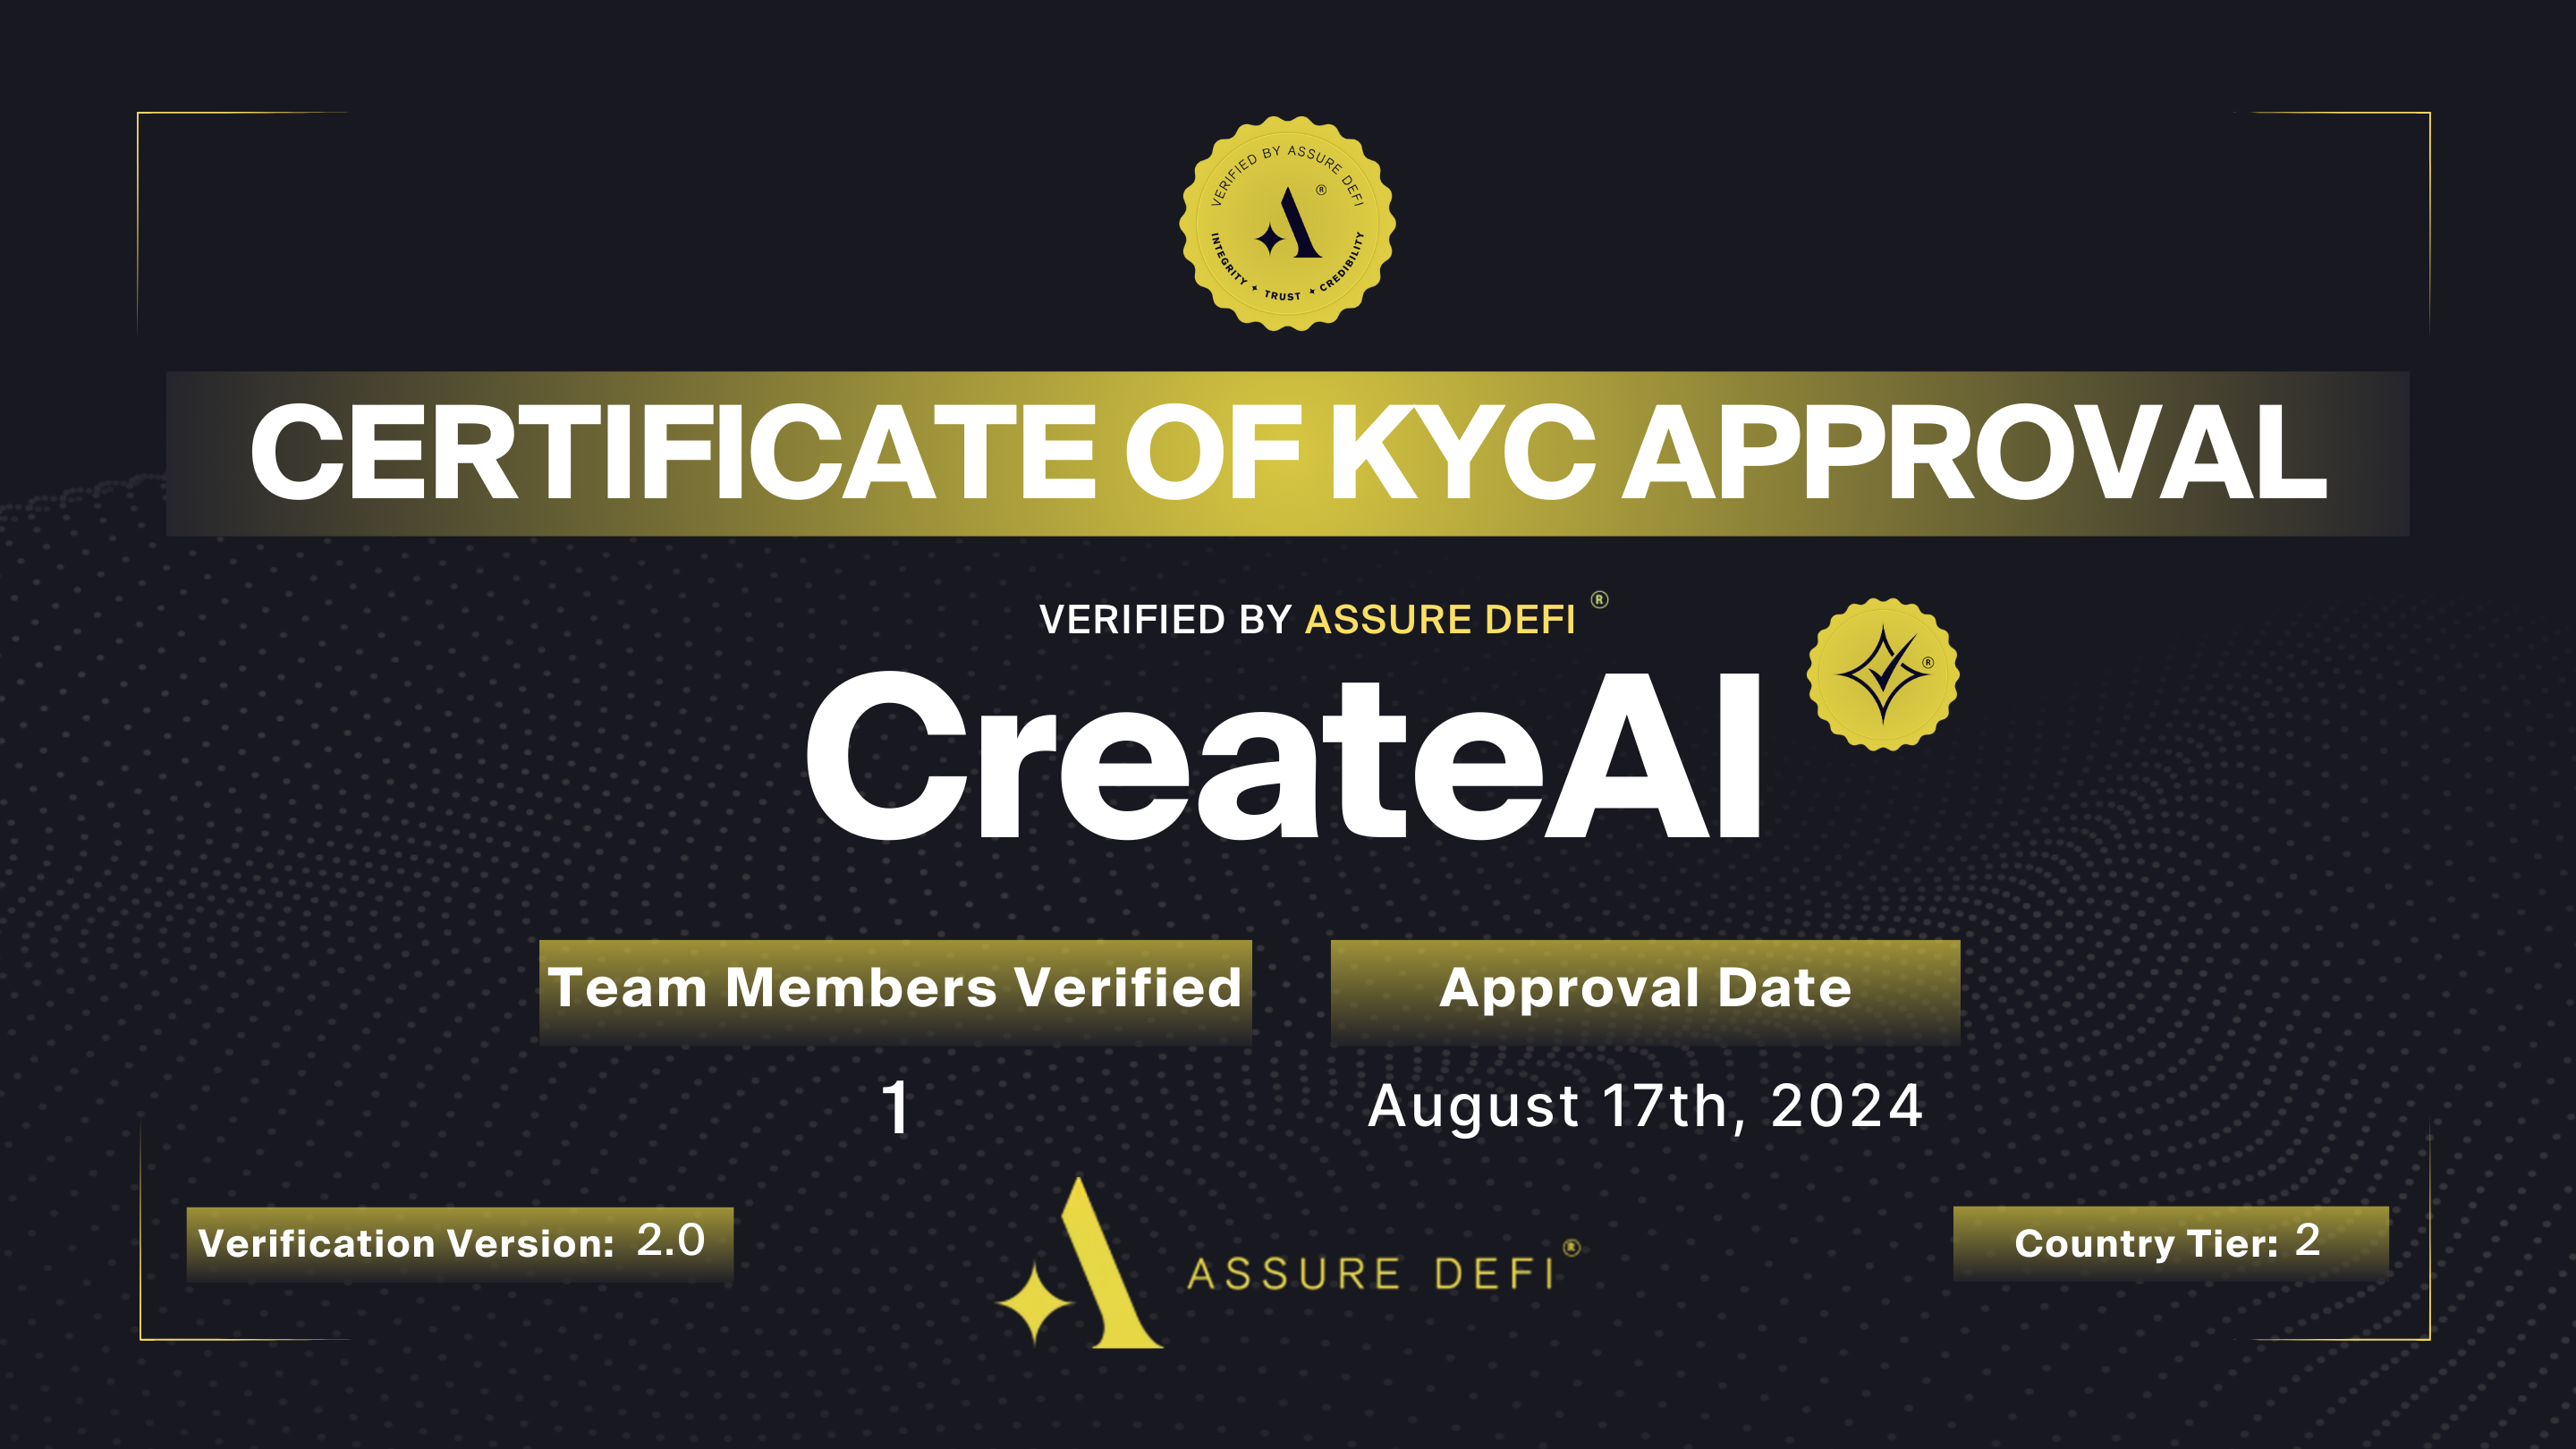 VERIFIED BY ASSURE DEFI
A ®
INTEGRITY ✦ TRUST ✦ CREDIBILITY
CERTIFICATE OF KYC APPROVAL
VERIFIED BY ASSURE DEFI ®
CreateAI
®
Team Members Verified
1
Approval Date
August 17th, 2024
Verification Version: 2.0
ASSURE DEFI®
Country Tier: 2